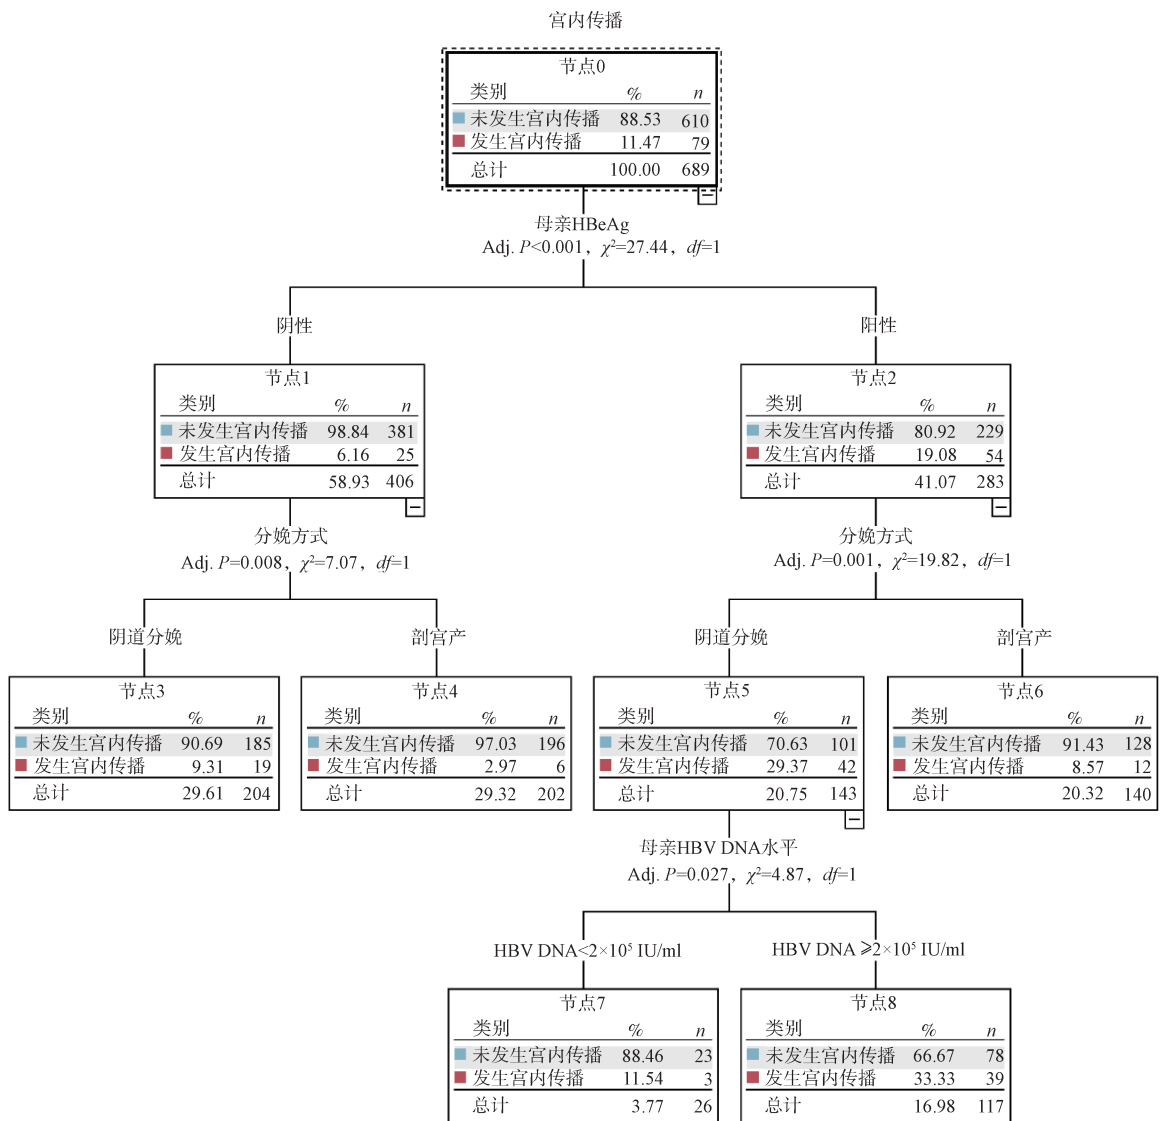 宫内传播
节点0
类别 % n
未发生宫内传播 88.53 610
发生宫内传播 11.47 79
总计 100.00 689
母亲HBeAg
Adj. P<0.001，χ²=27.44，df=1
阴性
阳性
节点1
类别 % n
未发生宫内传播 98.84 381
发生宫内传播 6.16 25
总计 58.93 406
节点2
类别 % n
未发生宫内传播 80.92 229
发生宫内传播 19.08 54
总计 41.07 283
分娩方式
Adj. P=0.008，χ²=7.07，df=1
分娩方式
Adj. P=0.001，χ²=19.82，df=1
阴道分娩
剖宫产
阴道分娩
剖宫产
节点3
类别 % n
未发生宫内传播 90.69 185
发生宫内传播 9.31 19
总计 29.61 204
节点4
类别 % n
未发生宫内传播 97.03 196
发生宫内传播 2.97 6
总计 29.32 202
节点5
类别 % n
未发生宫内传播 70.63 101
发生宫内传播 29.37 42
总计 20.75 143
节点6
类别 % n
未发生宫内传播 91.43 128
发生宫内传播 8.57 12
总计 20.32 140
母亲HBV DNA水平
Adj. P=0.027，χ²=4.87，df=1
HBV DNA<2×10⁵ IU/ml
HBV DNA ⩾2×10⁵ IU/ml
节点7
类别 % n
未发生宫内传播 88.46 23
发生宫内传播 11.54 3
总计 3.77 26
节点8
类别 % n
未发生宫内传播 66.67 78
发生宫内传播 33.33 39
总计 16.98 117